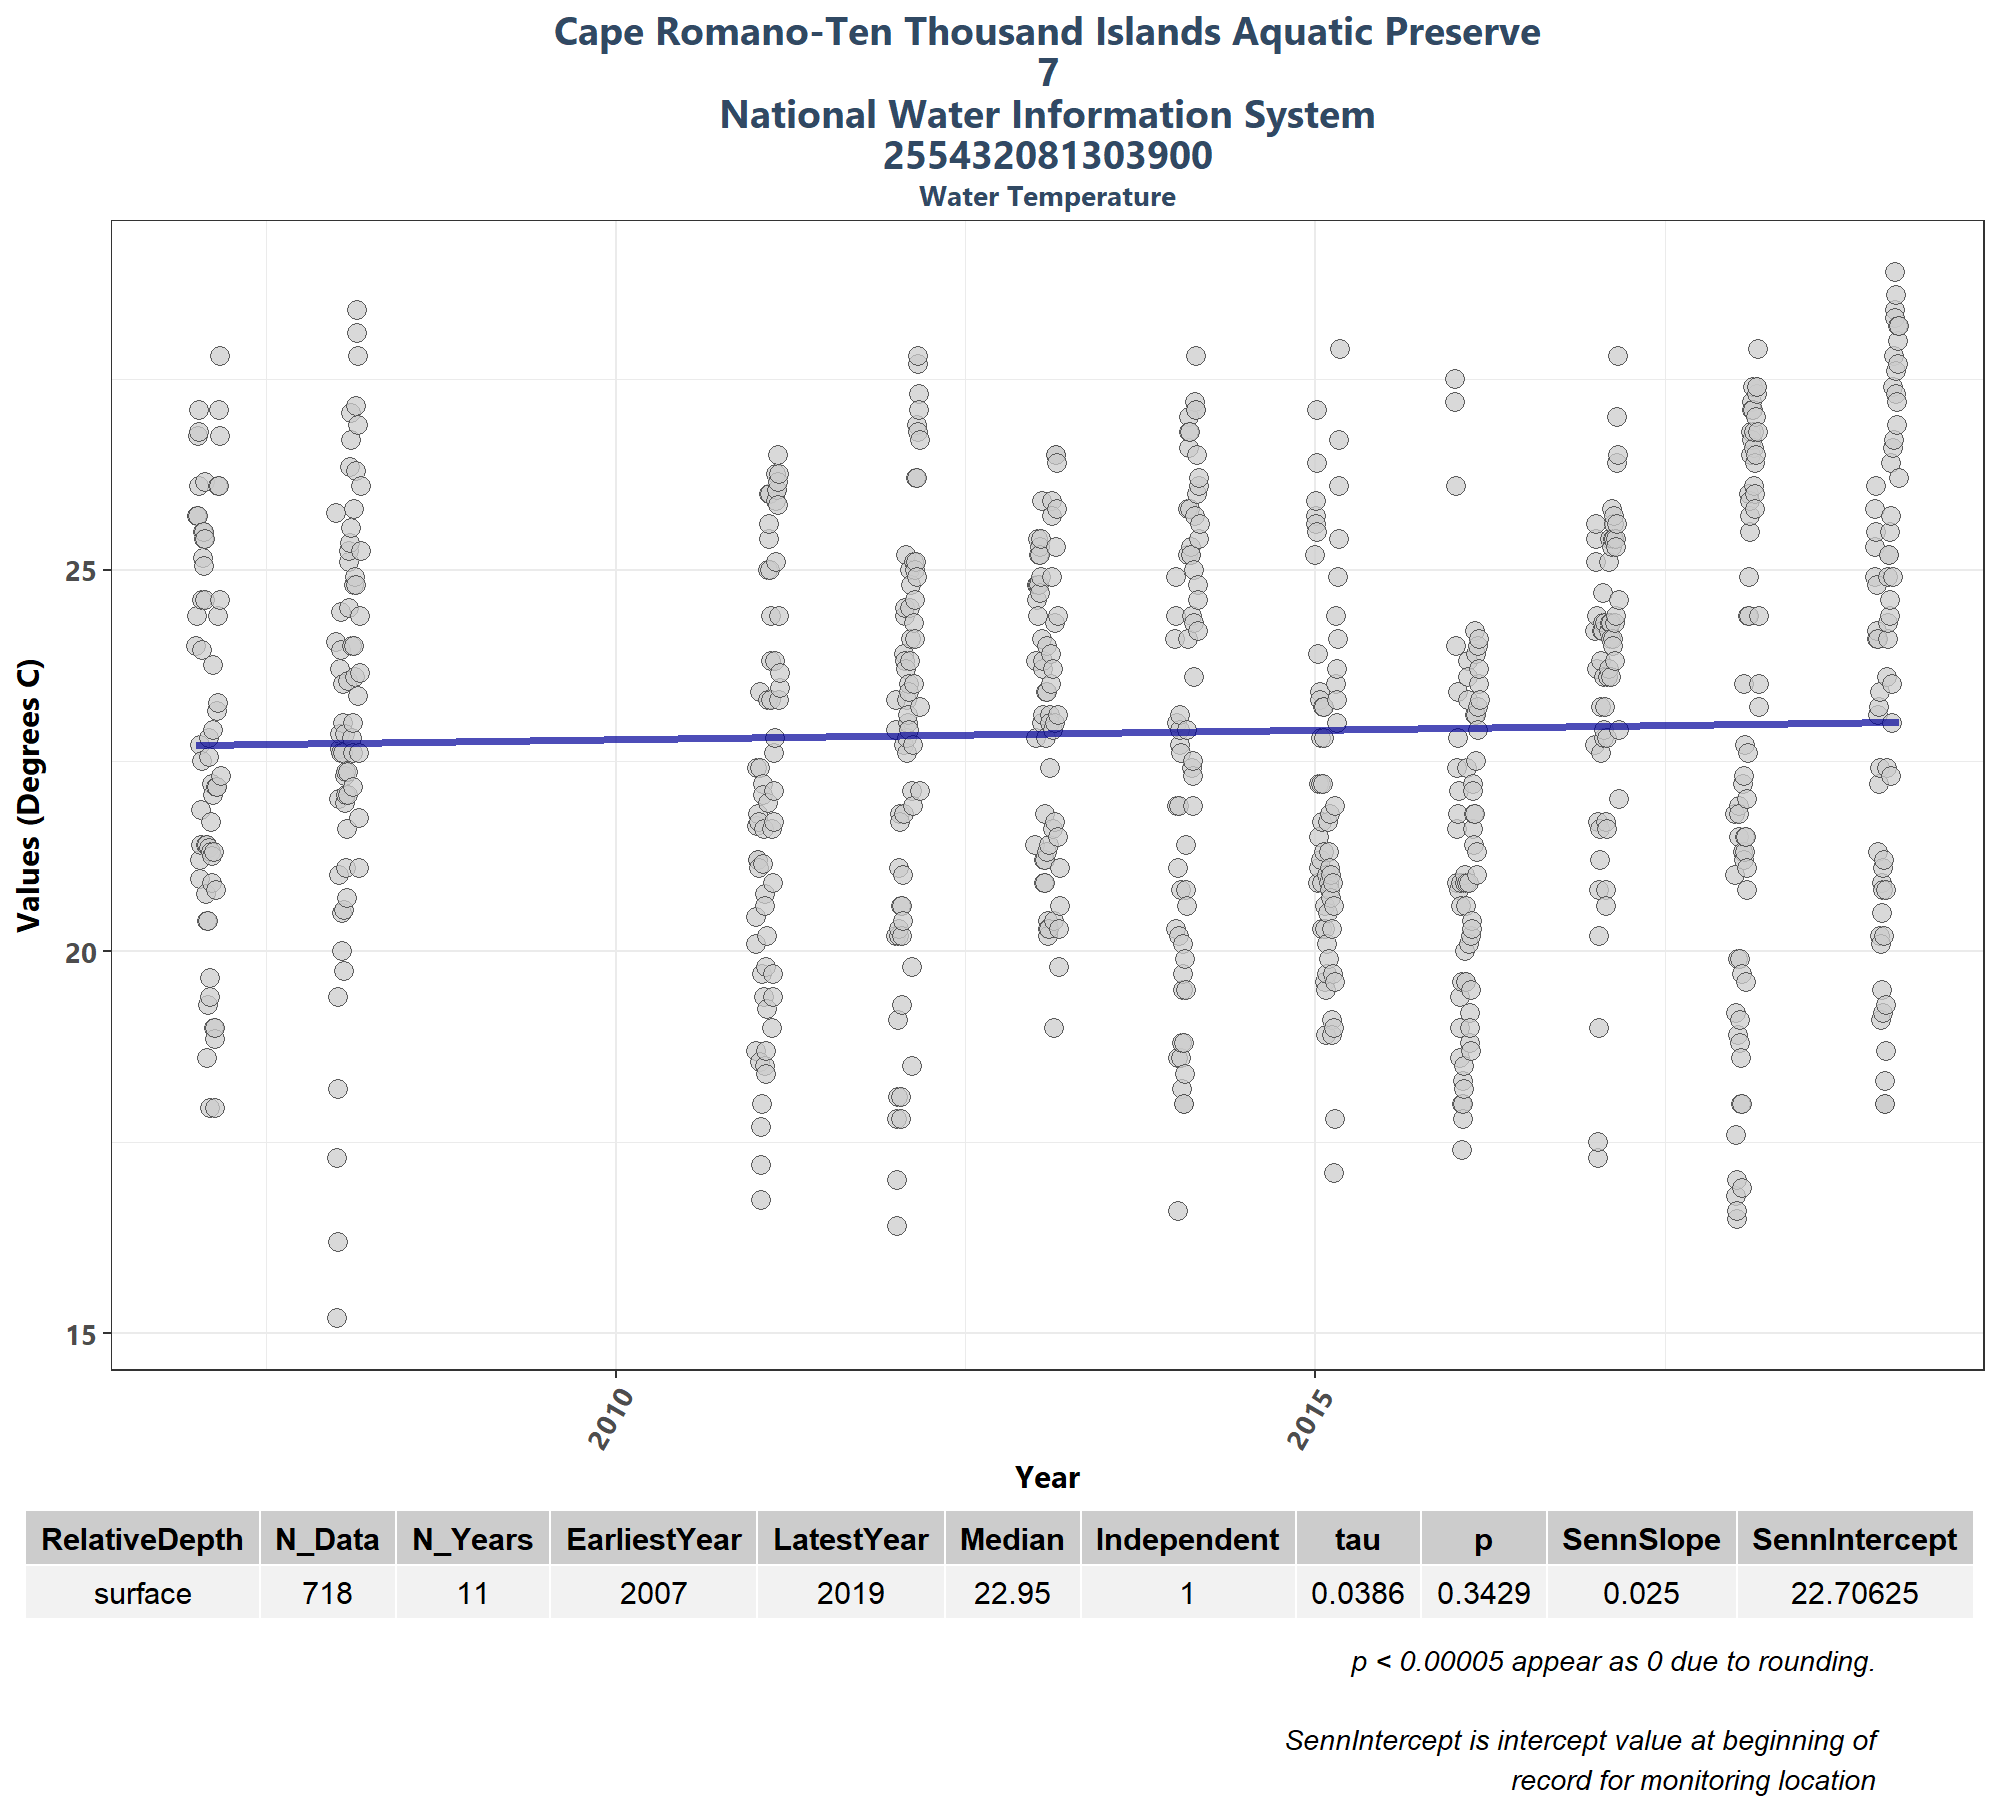 Cape Romano-Ten Thousand Islands Aquatic Preserve
7
National Water Information System
255432081303900
Water Temperature
Values (Degrees C)
25
20
15
2010
2015
Year
RelativeDepth N_Data N_Years EarliestYear LatestYear Median Independent tau p SennSlope SennIntercept
surface 718 11 2007 2019 22.95 1 0.0386 0.3429 0.025 22.70625
p < 0.00005 appear as 0 due to rounding.
SennIntercept is intercept value at beginning of
record for monitoring location